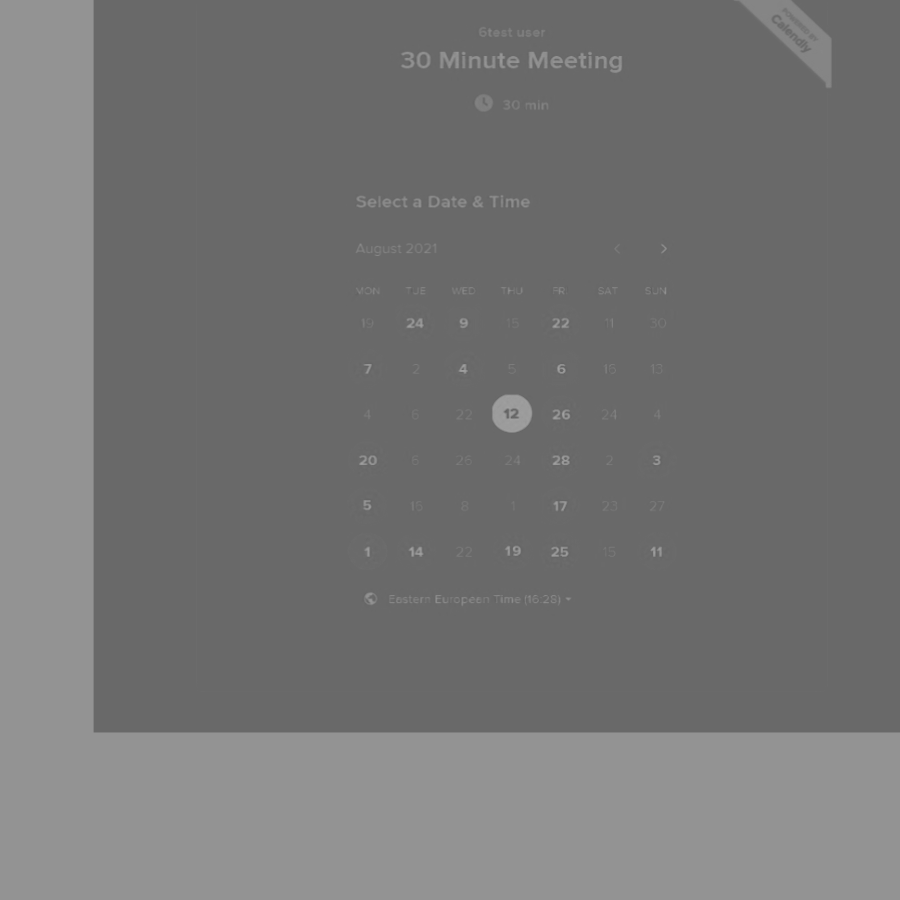 6test user
POWERED BY
Calendly
30 Minute Meeting
30 min
Select a Date & Time
August 2021
MON TUE WED THU FRI SAT SUN
19 24 9 15 22 11 30
7 2 4 5 6 15 13
4 6 22 12 26 24 4
20 6 26 24 28 2 3
5 16 8 1 17 23 27
1 14 22 19 25 15 11
Eastern European Time (16:28)